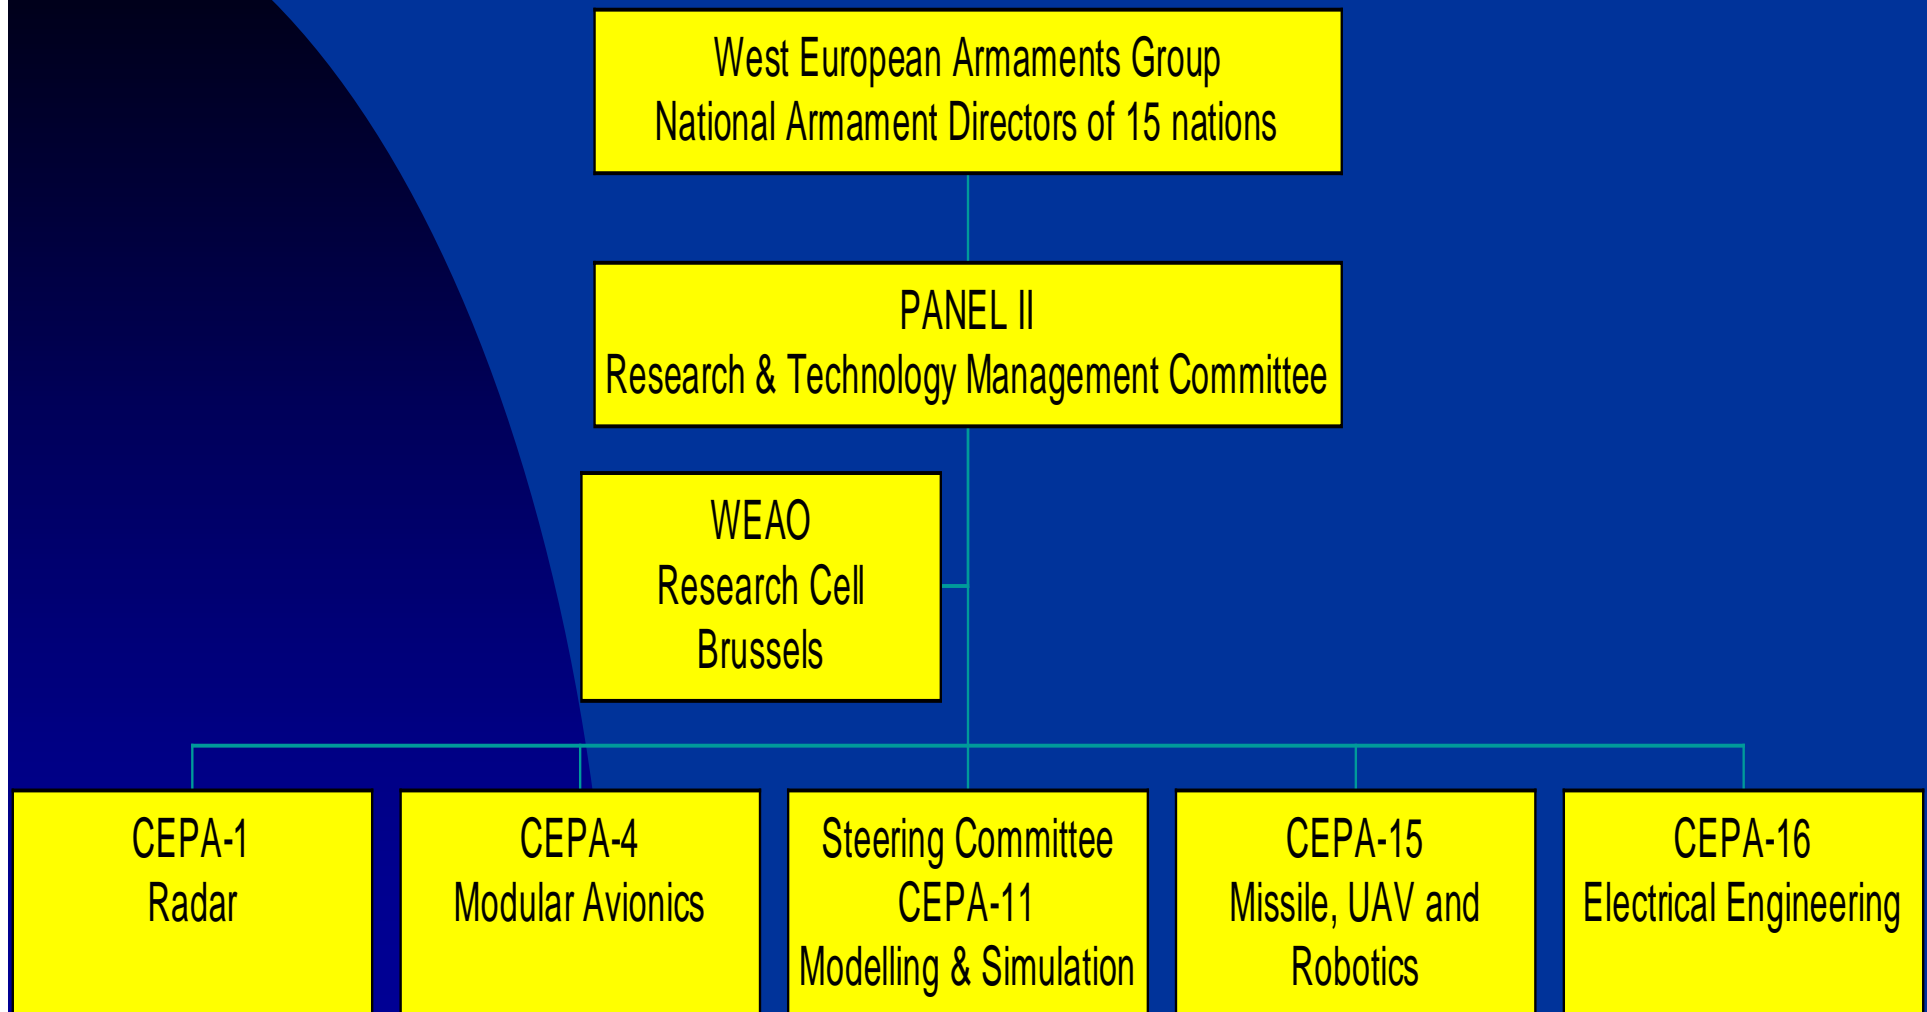 West European Armaments Group
National Armament Directors of 15 nations
PANEL II
Research & Technology Management Committee
WEAO
Research Cell
Brussels
CEPA-1
Radar
CEPA-4
Modular Avionics
Steering Committee
CEPA-11
Modelling & Simulation
CEPA-15
Missile, UAV and
Robotics
CEPA-16
Electrical Engineering